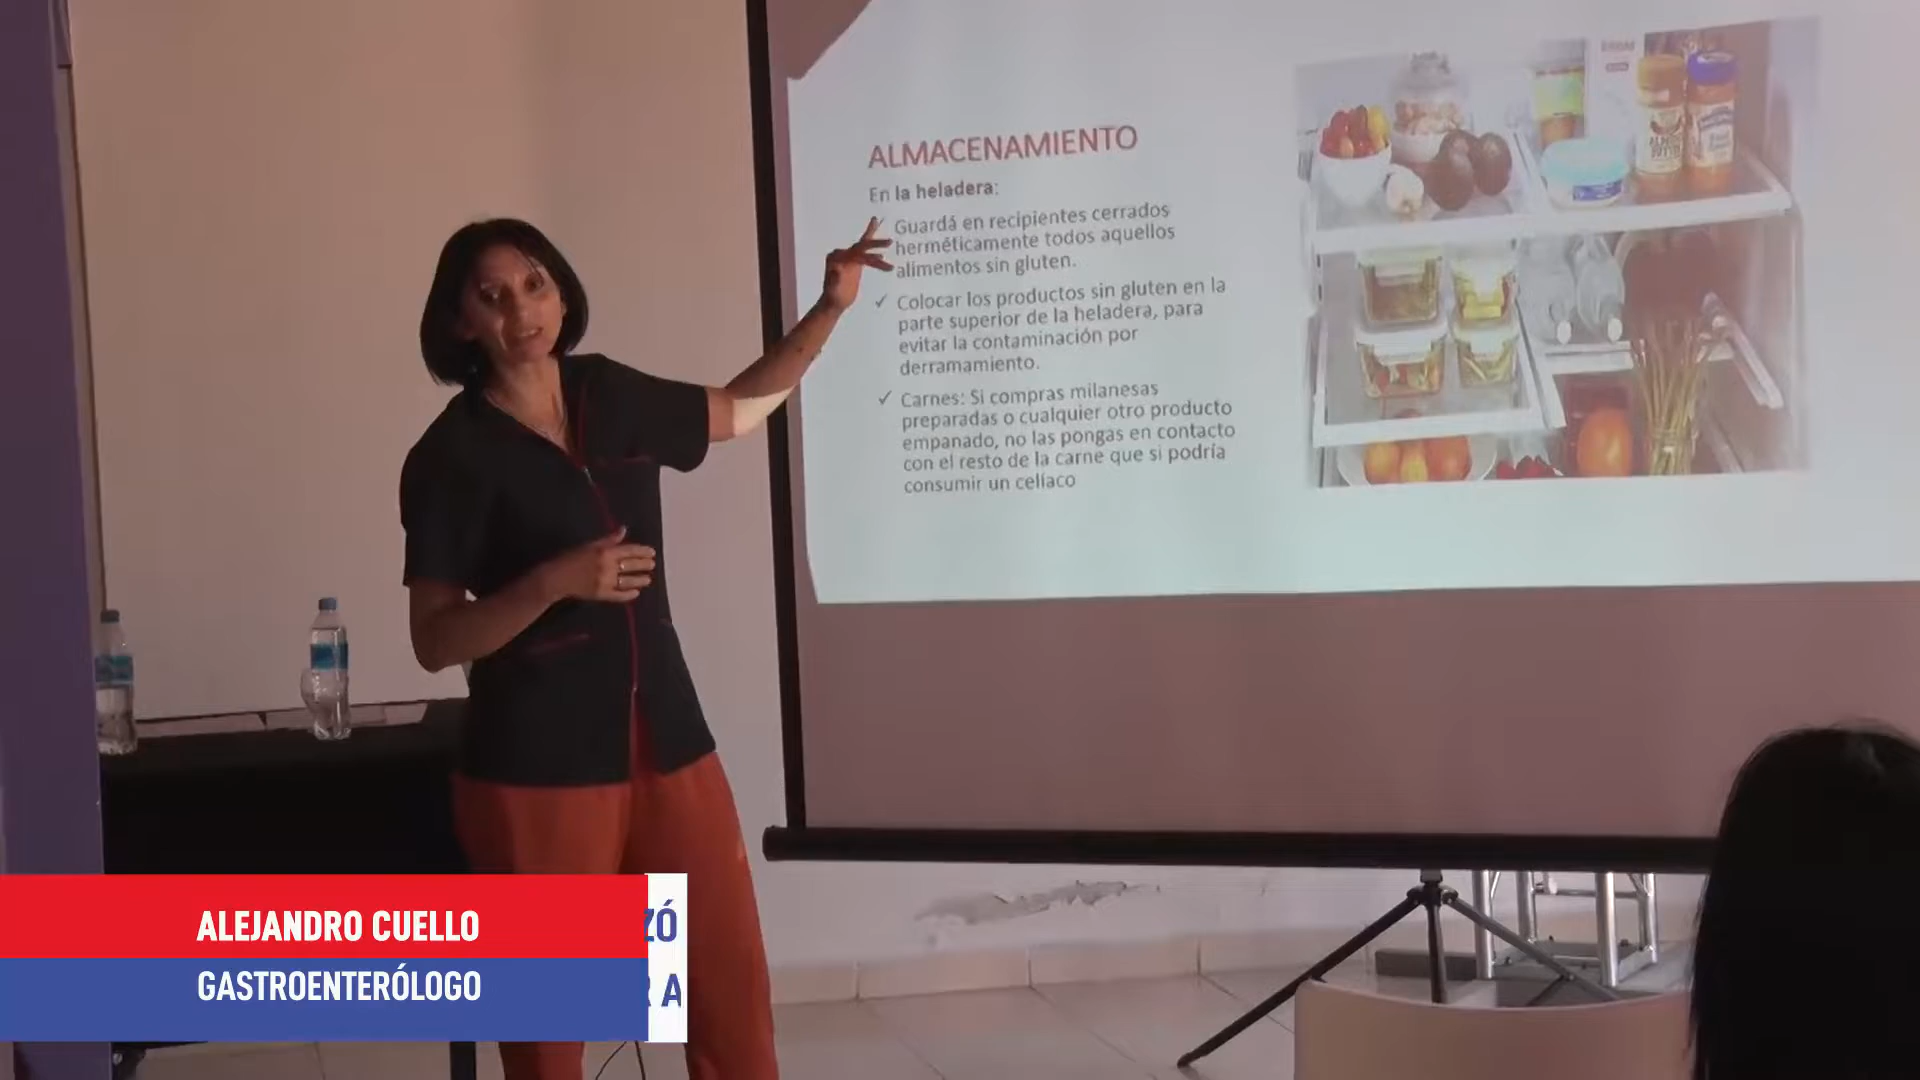 ALMACENAMIENTO
En la heladera:
✓ Guardá en recipientes cerrados
herméticamente todos aquellos
alimentos sin gluten.
✓ Colocar los productos sin gluten en la
parte superior de la heladera, para
evitar la contaminación por
derramamiento.
✓ Carnes: Si compras milanesas
preparadas o cualquier otro producto
empanado, no las pongas en contacto
con el resto de la carne que si podría
consumir un celíaco
ALEJANDRO CUELLO
GASTROENTERÓLOGO
ZÓ
R A